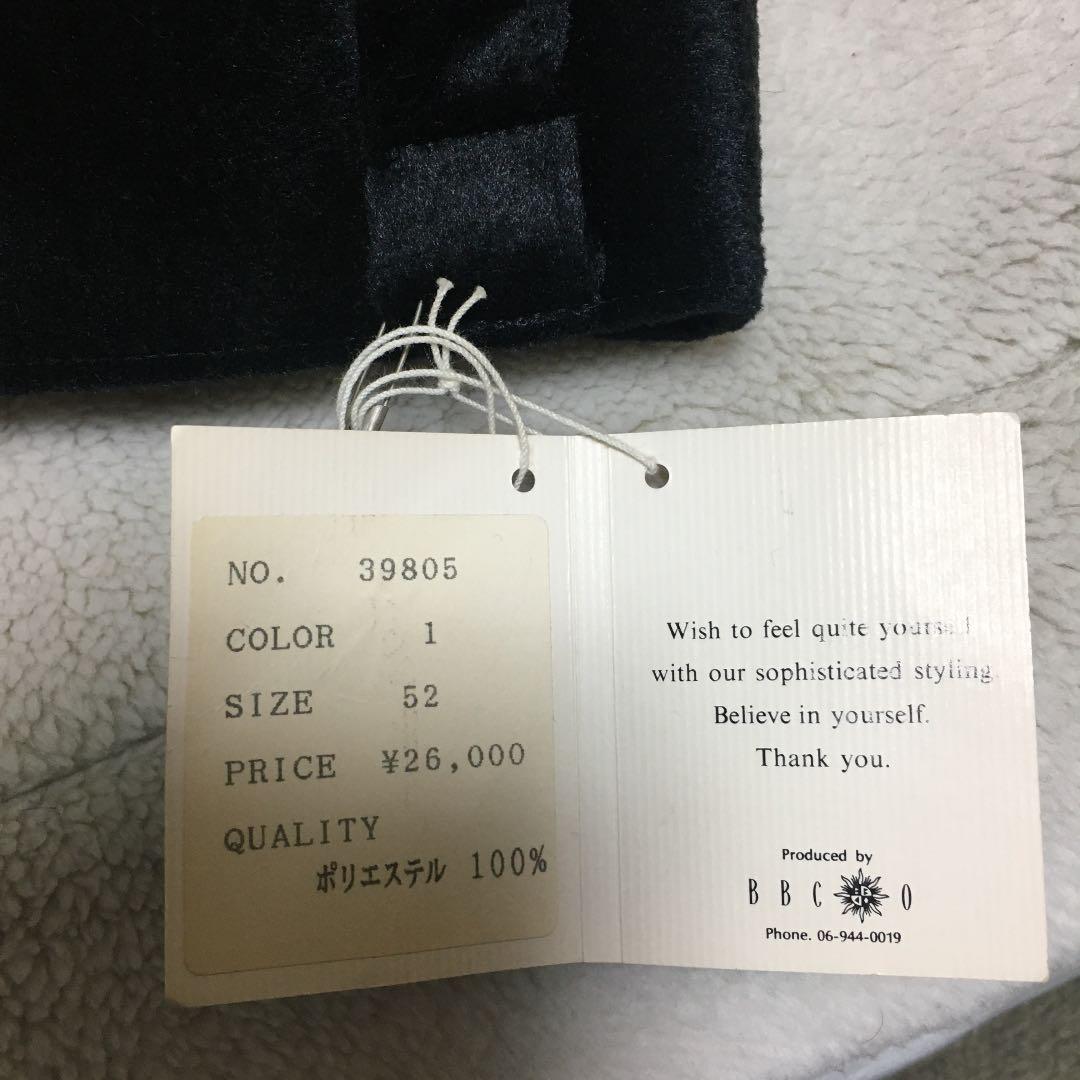 NO. 39805
COLOR 1
SIZE 52
PRICE ¥26,000
QUALITY
ポリエステル 100%
Wish to feel quite yourself
with our sophisticated styling.
Believe in yourself.
Thank you.
Produced by
B B C O
Phone. 06-944-0019